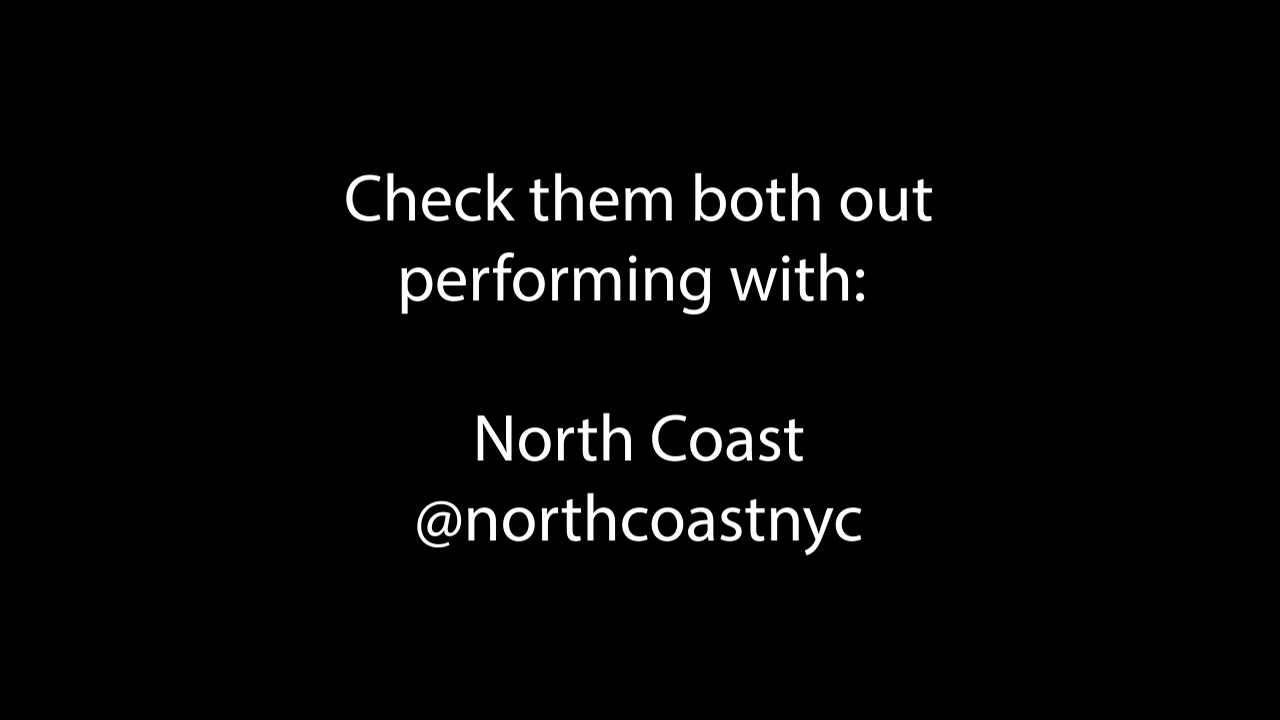 Check them both out
performing with:
North Coast
@northcoastnyc